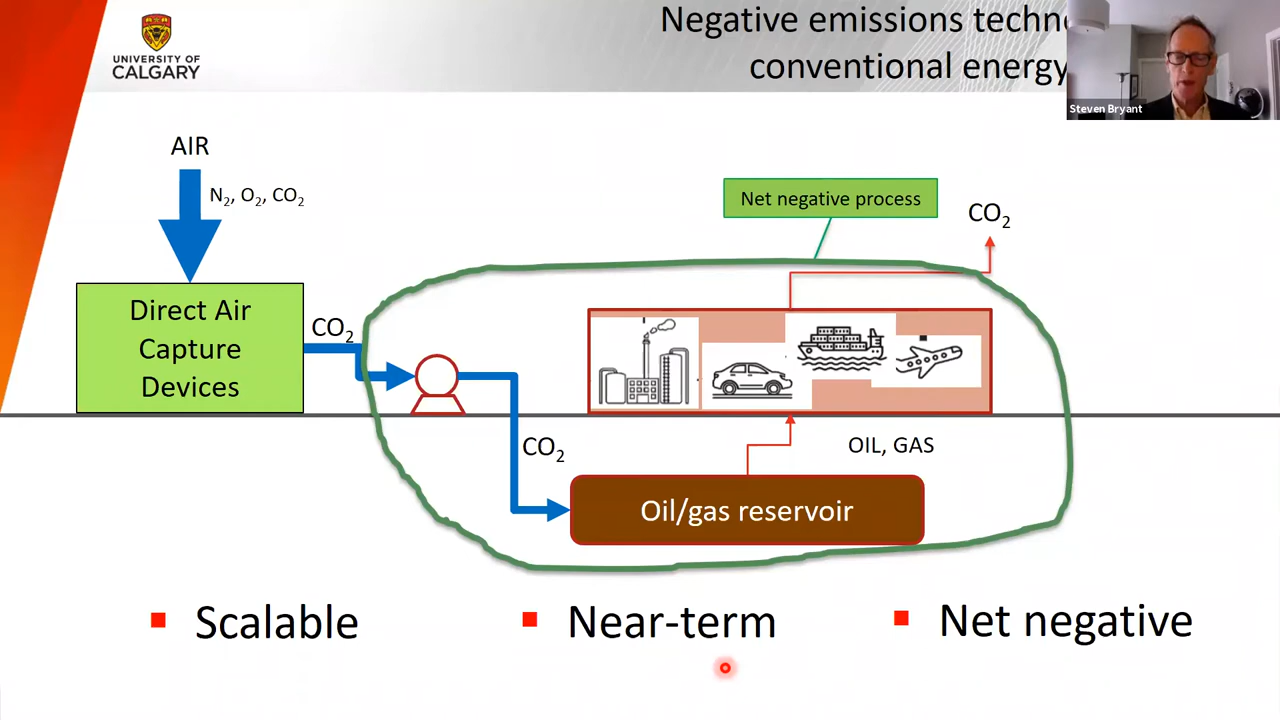 UNIVERSITY OF
CALGARY
Negative emissions techn
conventional energy
Steven Bryant
AIR
N₂, O₂, CO₂
Net negative process
CO₂
Direct Air
Capture
Devices
CO₂
CO₂
OIL, GAS
Oil/gas reservoir
▪ Scalable
▪ Near-term
▪ Net negative